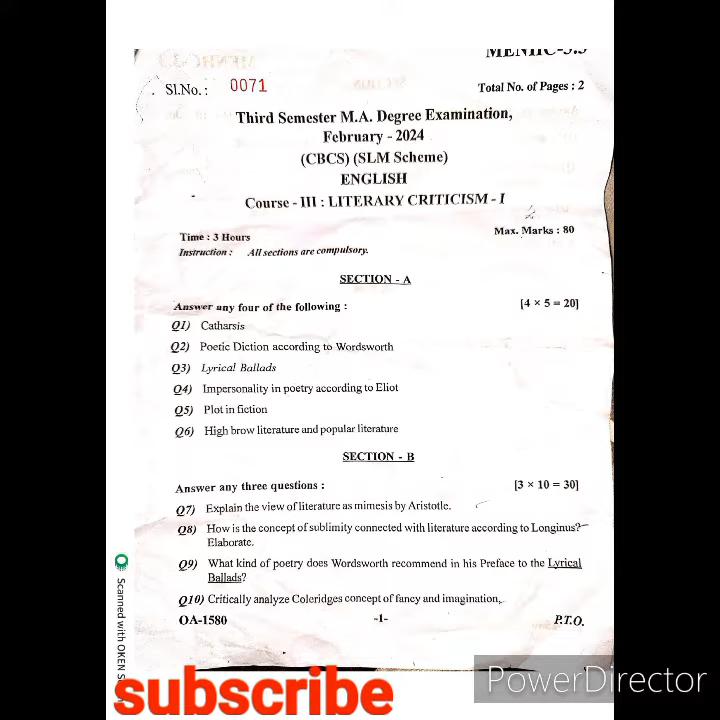 MENHC-3.3
Sl.No. : 0071
Total No. of Pages : 2
Third Semester M.A. Degree Examination,
February - 2024
(CBCS) (SLM Scheme)
ENGLISH
Course - III : LITERARY CRITICISM - I
Time : 3 Hours
Max. Marks : 80
Instruction : All sections are compulsory.
SECTION - A
Answer any four of the following :
[4 × 5 = 20]
Q1) Catharsis
Q2) Poetic Diction according to Wordsworth
Q3) Lyrical Ballads
Q4) Impersonality in poetry according to Eliot
Q5) Plot in fiction
Q6) High brow literature and popular literature
SECTION - B
Answer any three questions :
[3 × 10 = 30]
Q7) Explain the view of literature as mimesis by Aristotle.
Q8) How is the concept of sublimity connected with literature according to Longinus?
Elaborate.
Q9) What kind of poetry does Wordsworth recommend in his Preface to the Lyrical
Ballads?
Q10) Critically analyze Coleridges concept of fancy and imagination.
OA-1580
-1-
P.T.O.
Scanned with OKEN S
subscribe
PowerDirector